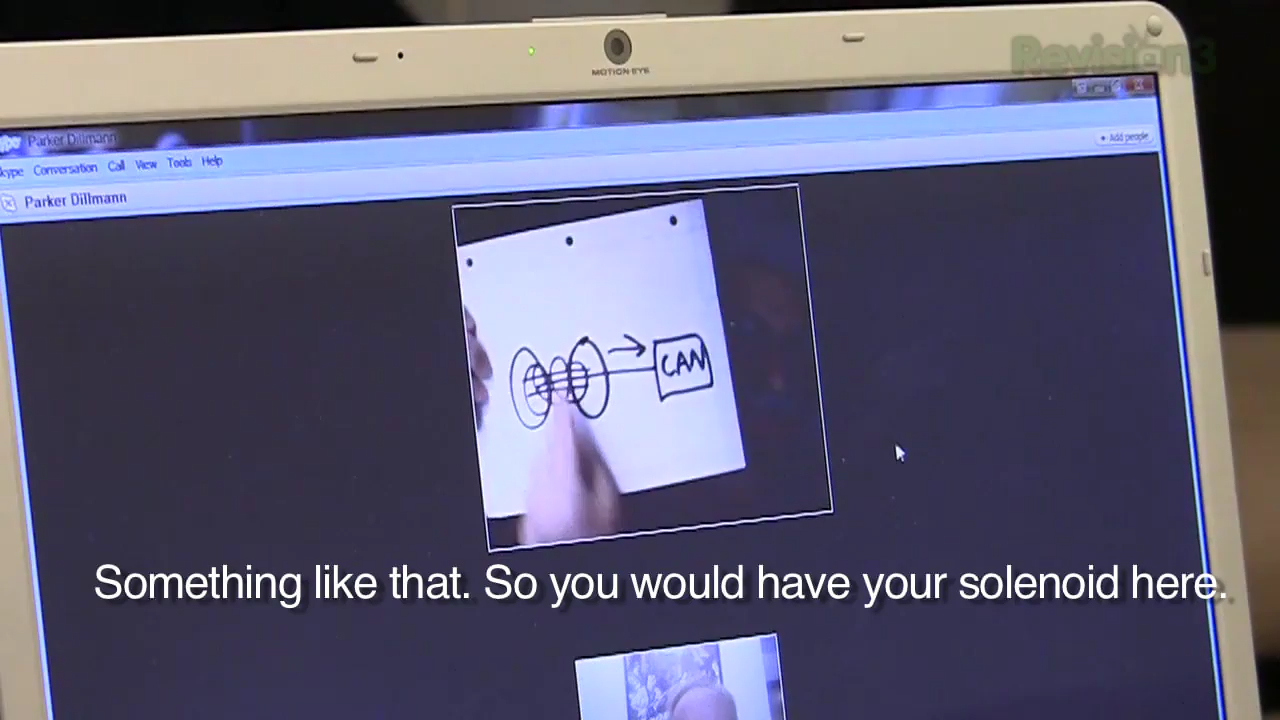 MOTION-EYE
Revision3
Parker Dillmann
Skype Conversation Call View Tools Help
+ Add people
Parker Dillmann
CAN
Something like that. So you would have your solenoid here.